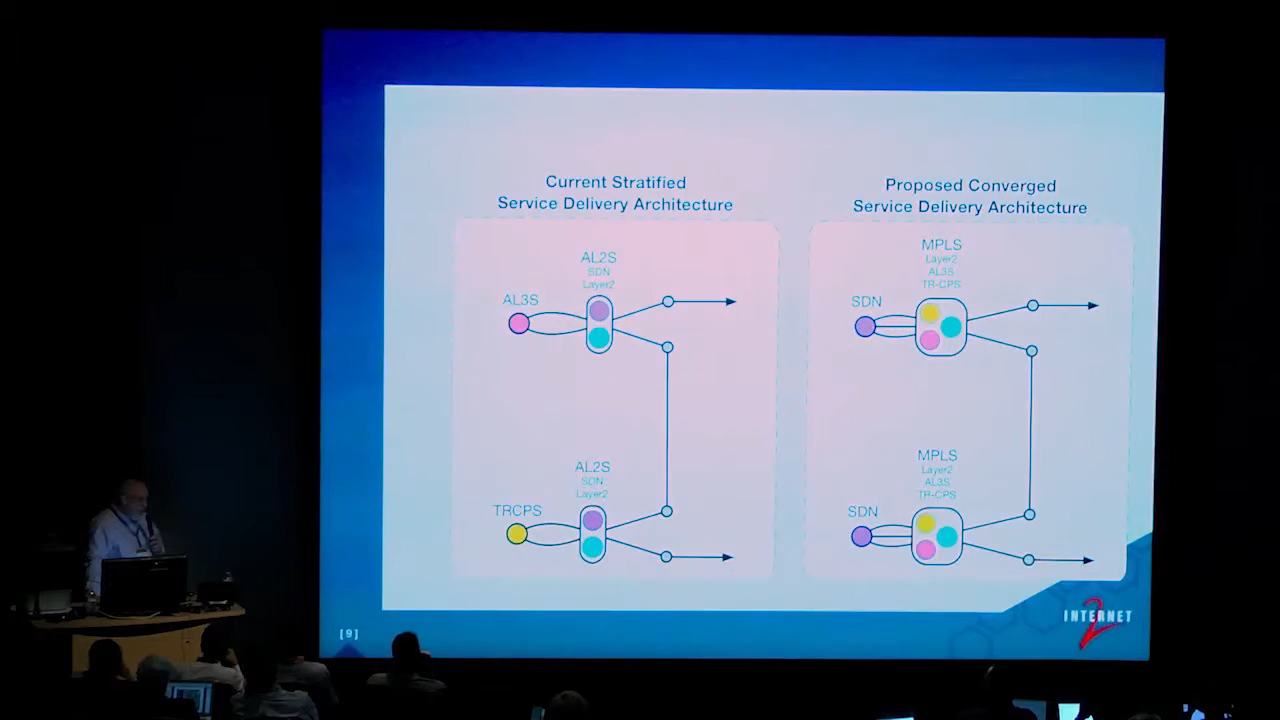 Current Stratified
Service Delivery Architecture
AL2S
SDN
Layer2
AL3S
AL2S
SDN
Layer2
TRCPS
Proposed Converged
Service Delivery Architecture
MPLS
Layer2
AL3S
TR-CPS
SDN
MPLS
Layer2
AL3S
TR-CPS
SDN
[9]
INTERNET
2